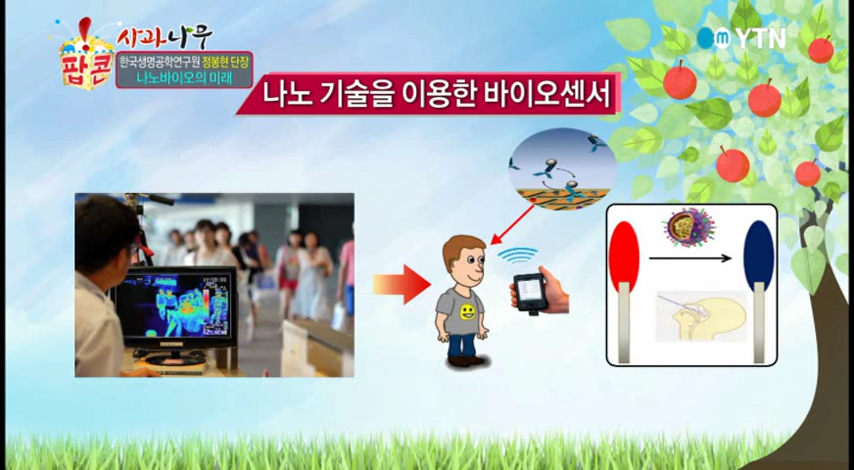 팝콘
사과나무
한국생명공학연구원 정봉현 단장
나노바이오의 미래
YTN
나노 기술을 이용한 바이오센서